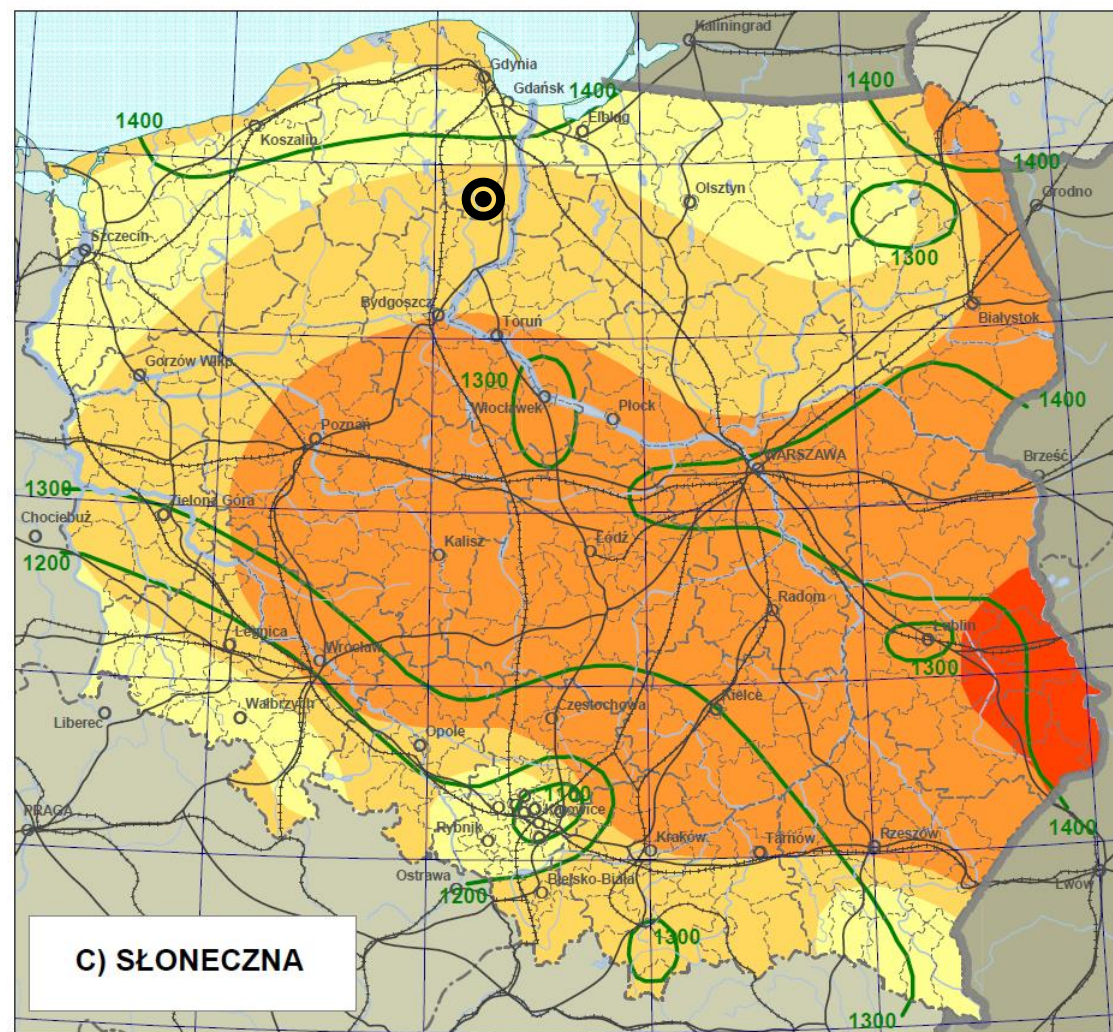 Kaliningrad
Gdynia
Gdańsk
1400
1400
1400
Elbląg
Koszalin
1400
Olsztyn
Grodno
Szczecin
1300
Bydgoszcz
Toruń
Białystok
Gorzów Wlkp.
1300
Włocławek
Płock
1400
Poznań
WARSZAWA
Brześć
1300
Zielona Góra
Chociebuż
Kalisz
Łódź
1200
Radom
Lublin
Legnica
Wrocław
1300
Kielce
Liberec
Wałbrzych
Częstochowa
Opole
1100
Katowice
PRAGA
Rybnik
Kraków
Tarnów
Rzeszów
1400
Ostrawa
Bielsko-Biała
Lwów
1200
1300
C) SŁONECZNA
1300